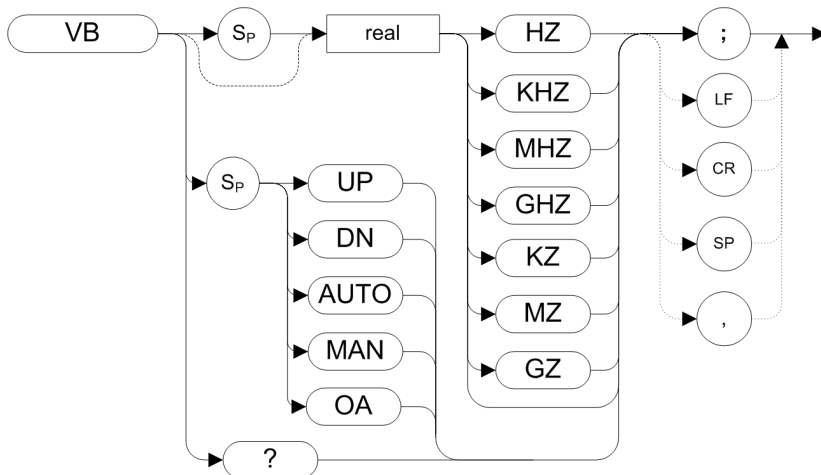 VB
SP
real
HZ
;
KHZ
LF
MHZ
CR
SP
UP
GHZ
DN
KZ
SP
AUTO
MZ
,
MAN
GZ
OA
?